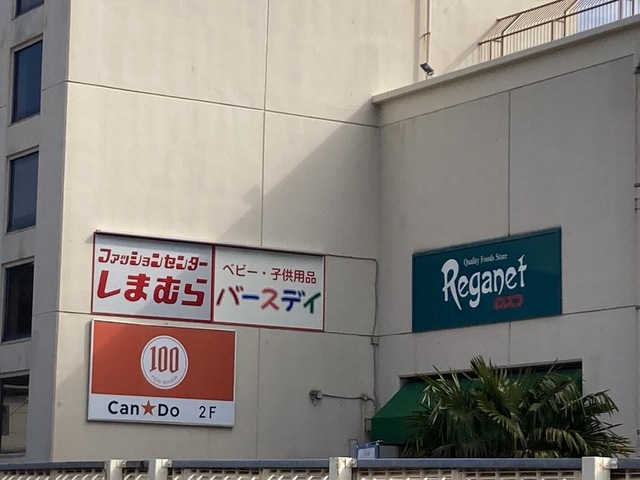 ファッションセンター
しまむら
ベビー・子供用品
バースデイ
100
Can★Do 2F
Quality Foods Store
Reganet